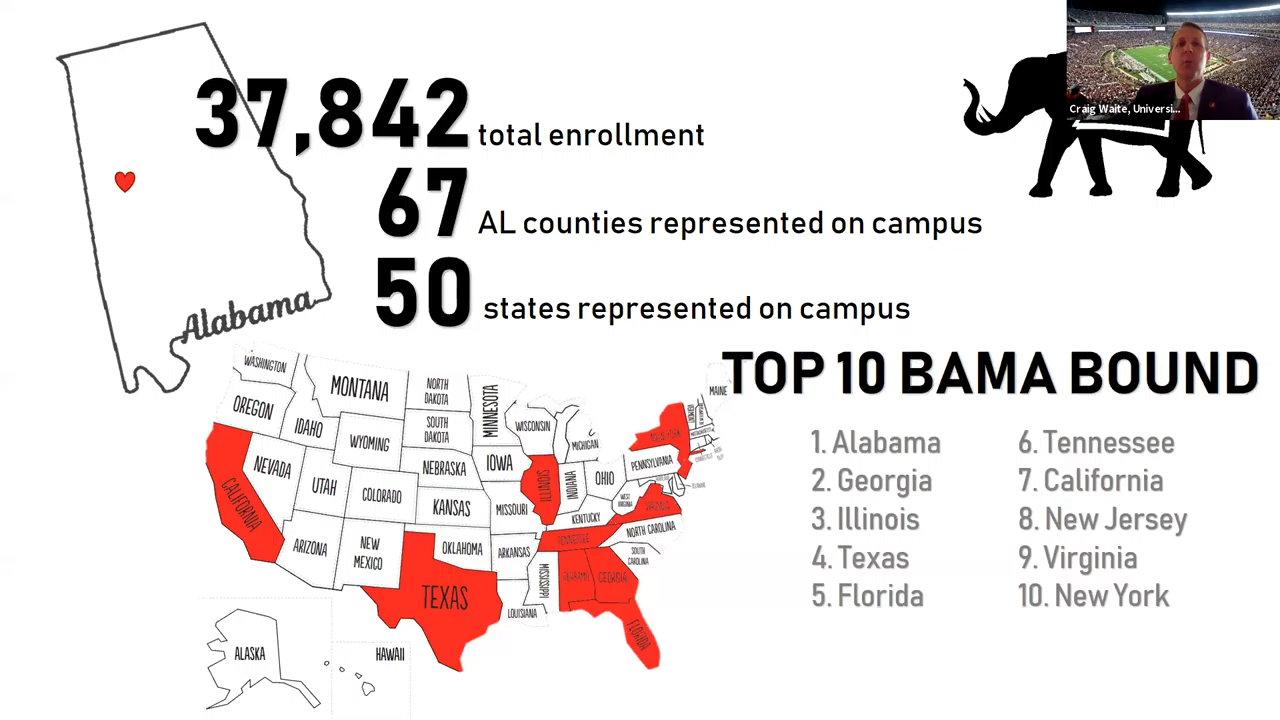 37,842 total enrollment
67 AL counties represented on campus
50 states represented on campus
Alabama
Craig Waite, Universi...
TOP 10 BAMA BOUND
1. Alabama
2. Georgia
3. Illinois
4. Texas
5. Florida
6. Tennessee
7. California
8. New Jersey
9. Virginia
10. New York
WASHINGTON
OREGON
IDAHO
MONTANA
NORTH
DAKOTA
SOUTH
DAKOTA
MINNESOTA
WISCONSIN
MICHIGAN
MAINE
NEW YORK
WYOMING
NEVADA
UTAH
CALIFORNIA
COLORADO
NEBRASKA
IOWA
ILLINOIS
INDIANA
OHIO
PENNSYLVANIA
WEST
VIRGINIA
VIRGINIA
KANSAS
MISSOURI
KENTUCKY
TENNESSEE
NORTH CAROLINA
SOUTH
CAROLINA
ARIZONA
NEW
MEXICO
OKLAHOMA
ARKANSAS
MISSISSIPPI
ALABAMA
GEORGIA
TEXAS
LOUISIANA
FLORIDA
ALASKA
HAWAII